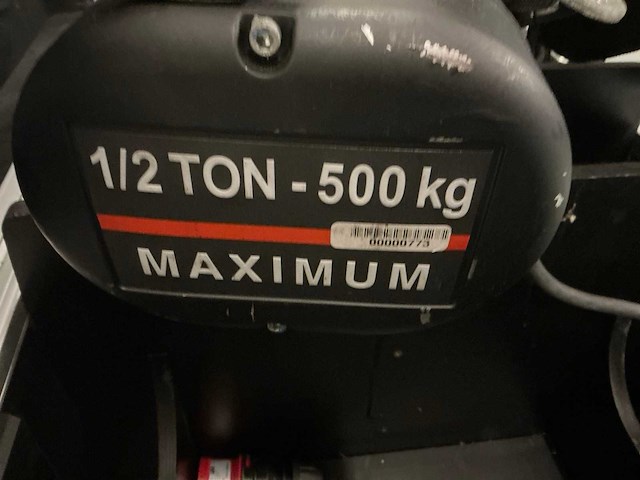 1/2 TON - 500 kg
00000773
MAXIMUM